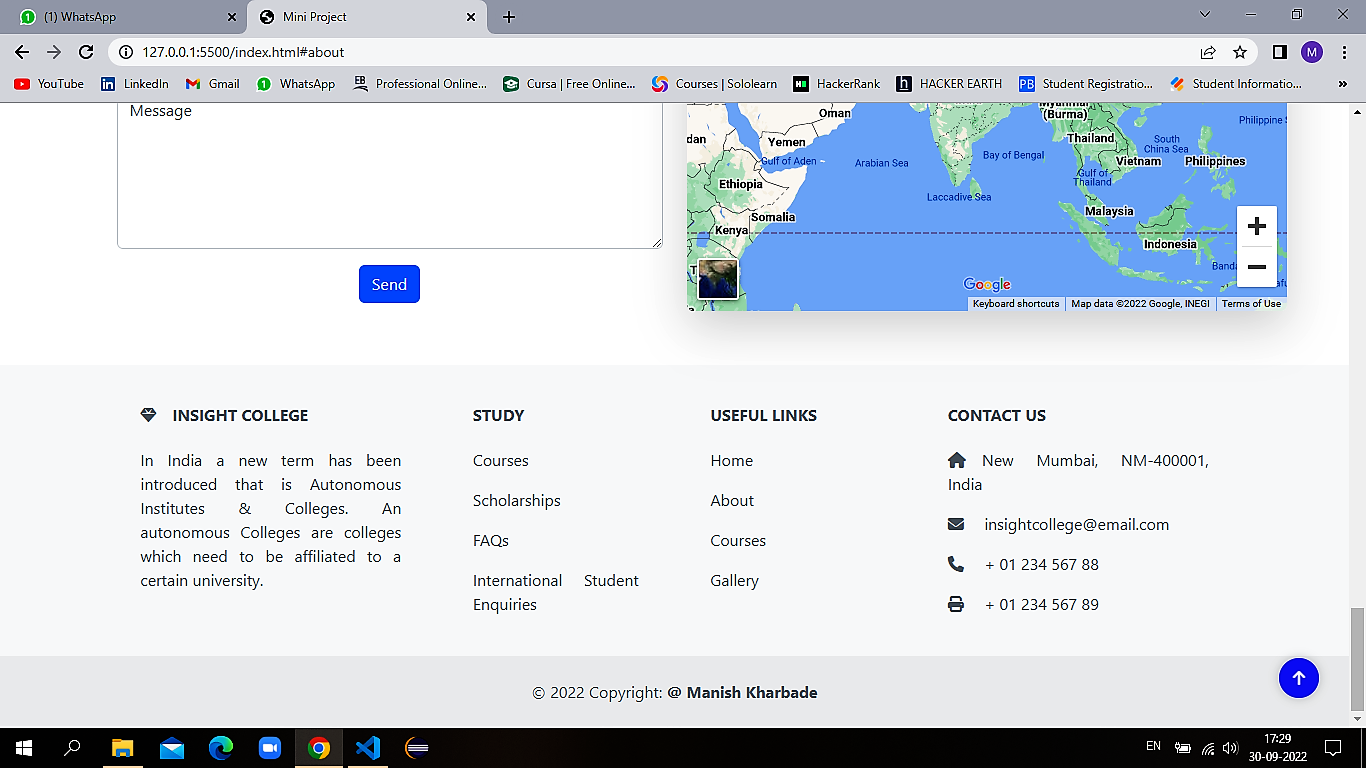 (1) WhatsApp
Mini Project
127.0.0.1:5500/index.html#about
M
YouTube
LinkedIn
Gmail
WhatsApp
Professional Online...
Cursa | Free Online...
Courses | Sololearn
HackerRank
HACKER EARTH
Student Registratio...
Student Informatio...
»
Message
Send
Oman
Yemen
Gulf of Aden
Arabian Sea
Ethiopia
Somalia
Kenya
Laccadive Sea
Bay of Bengal
Myanmar
(Burma)
Thailand
Gulf of
Thailand
Vietnam
South
China Sea
Philippines
Philippine S
Malaysia
Indonesia
Banda
Google
Keyboard shortcuts
Map data ©2022 Google, INEGI
Terms of Use
INSIGHT COLLEGE
In India a new term has been
introduced that is Autonomous
Institutes & Colleges. An
autonomous Colleges are colleges
which need to be affiliated to a
certain university.
STUDY
Courses
Scholarships
FAQs
International Student
Enquiries
USEFUL LINKS
Home
About
Courses
Gallery
CONTACT US
New Mumbai, NM-400001,
India
insightcollege@email.com
+ 01 234 567 88
+ 01 234 567 89
© 2022 Copyright: @ Manish Kharbade
EN
17:29
30-09-2022